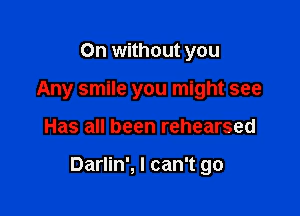 On without you
Any smile you might see
Has all been rehearsed
Darlin', I can't go